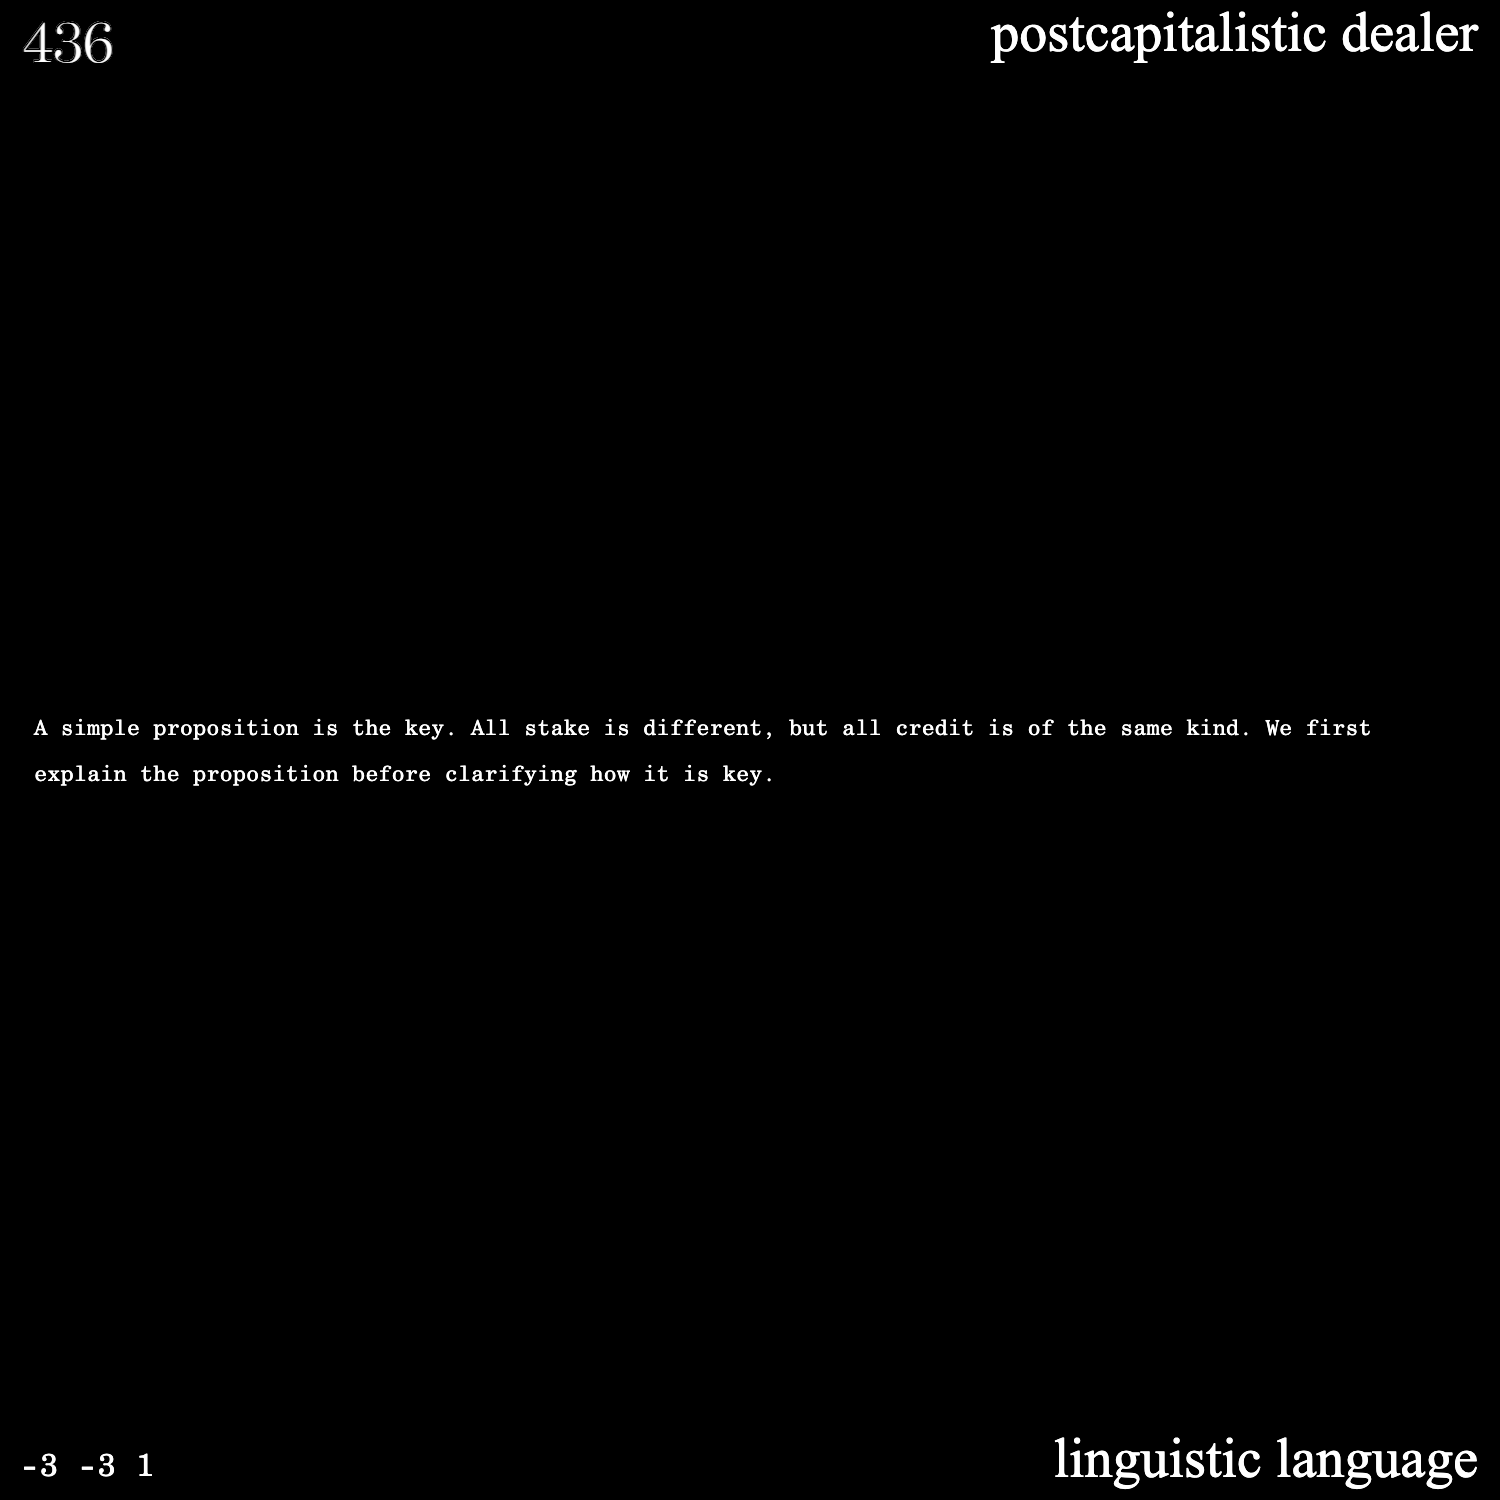 436
postcapitalistic dealer
A simple proposition is the key. All stake is different, but all credit is of the same kind. We first
explain the proposition before clarifying how it is key.
-3 -3 1
linguistic language